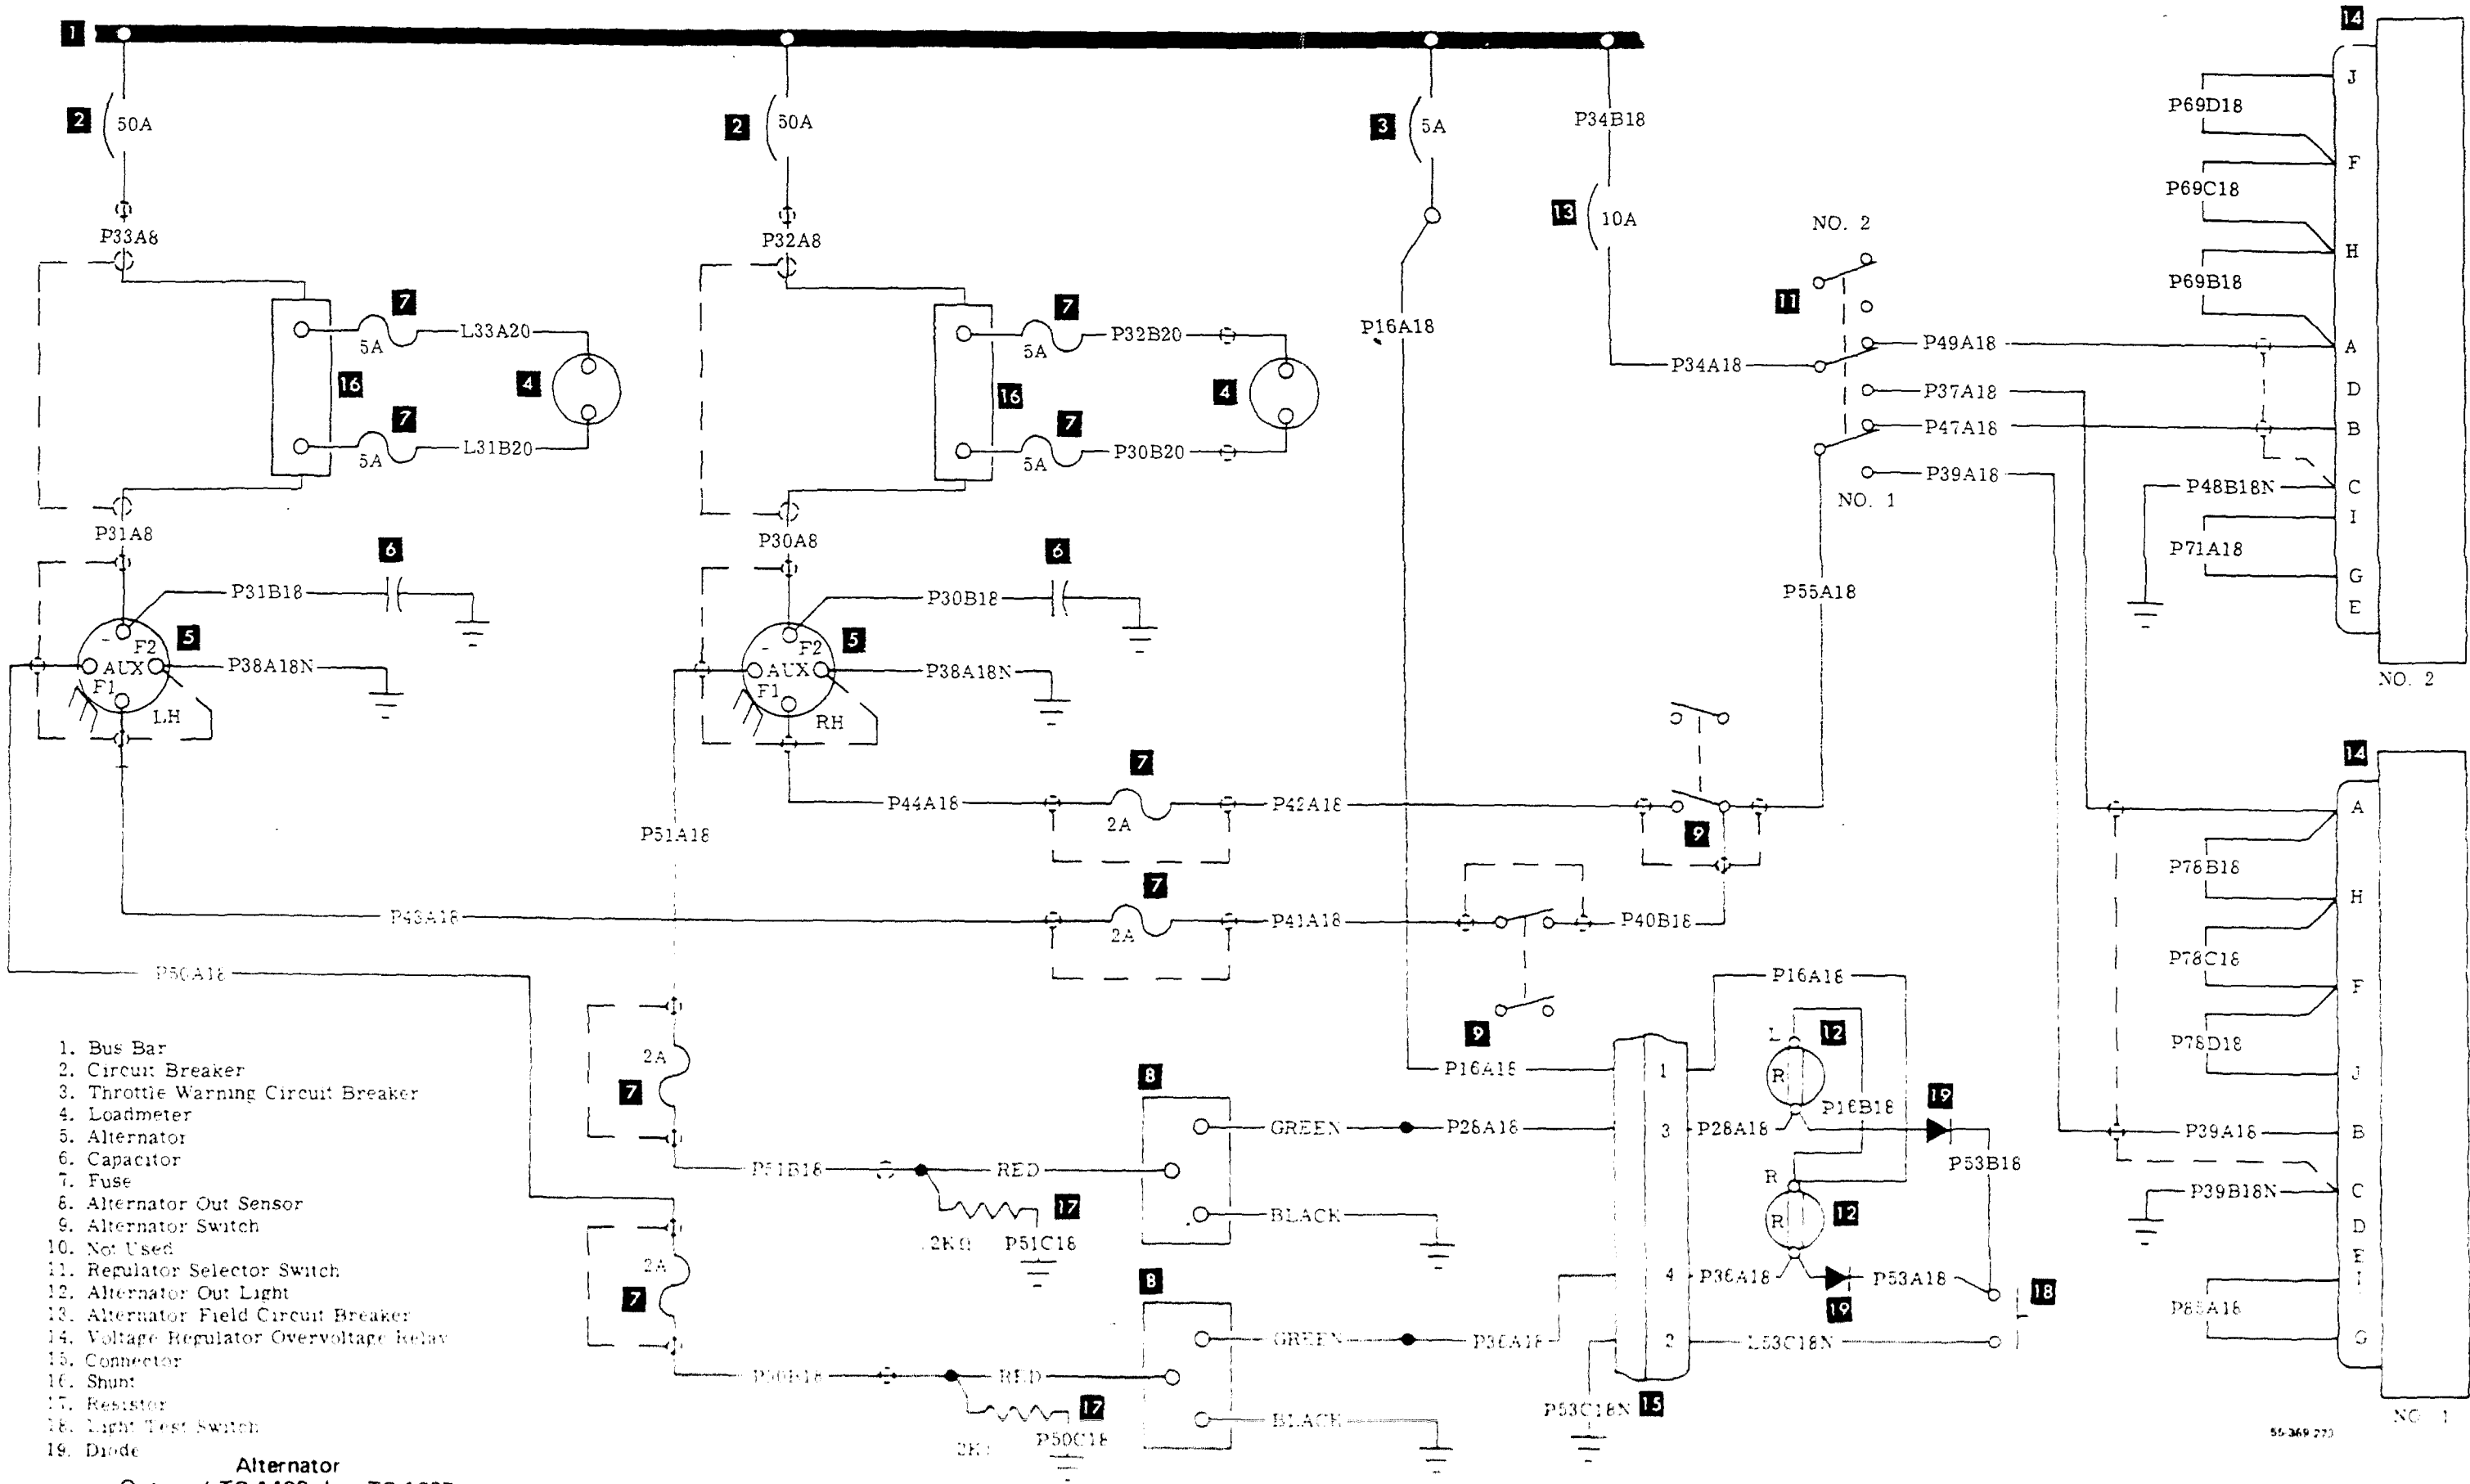 1
14
J
P69D18
2
50A
2
50A
3
5A
P34B18
F
P69C18
13
10A
NO. 2
H
P33A8
P32A8
P69B18
11
7
7
P16A18
5A
L33A20
5A
P32B20
P49A18
A
P34A18
16
4
16
4
P37A18
D
7
7
P47A18
B
5A
L31B20
5A
P30B20
P39A18
NO. 1
P48B18N
C
I
P31A8
P30A8
P71A18
6
6
G
P31B18
P30B18
P55A18
E
- F2
5
- F2
5
AUX
P38A18N
AUX
P38A18N
F1
F1
LH
RH
NO. 2
7
14
P44A18
2A
P42A18
A
P51A18
9
P78B18
7
H
P43A18
2A
P41A18
P40B18
P78C18
P50A18
P16A18
F
9
L
12
P78D18
2A
7
P16A18
1
R
J
8
P16B18
19
GREEN
P28A18
3
P28A18
P39A18
B
P51B18
RED
P53B18
R
P39B18N
C
17
BLACK
R
12
D
2KΩ
P51C18
E
2A
8
4
P36A18
P53A18
I
7
19
18
P85A18
GREEN
P36A18
2
L53C18N
G
P50B18
RED
17
BLACK
P53C18N
15
P50C18
NO. 1
55-369-273
1. Bus Bar
2. Circuit Breaker
3. Throttle Warning Circuit Breaker
4. Loadmeter
5. Alternator
6. Capacitor
7. Fuse
8. Alternator Out Sensor
9. Alternator Switch
10. Not Used
11. Regulator Selector Switch
12. Alternator Out Light
13. Alternator Field Circuit Breaker
14. Voltage Regulator Overvoltage Relay
15. Connector
16. Shunt
17. Resistor
18. Light Test Switch
19. Diode
Alternator